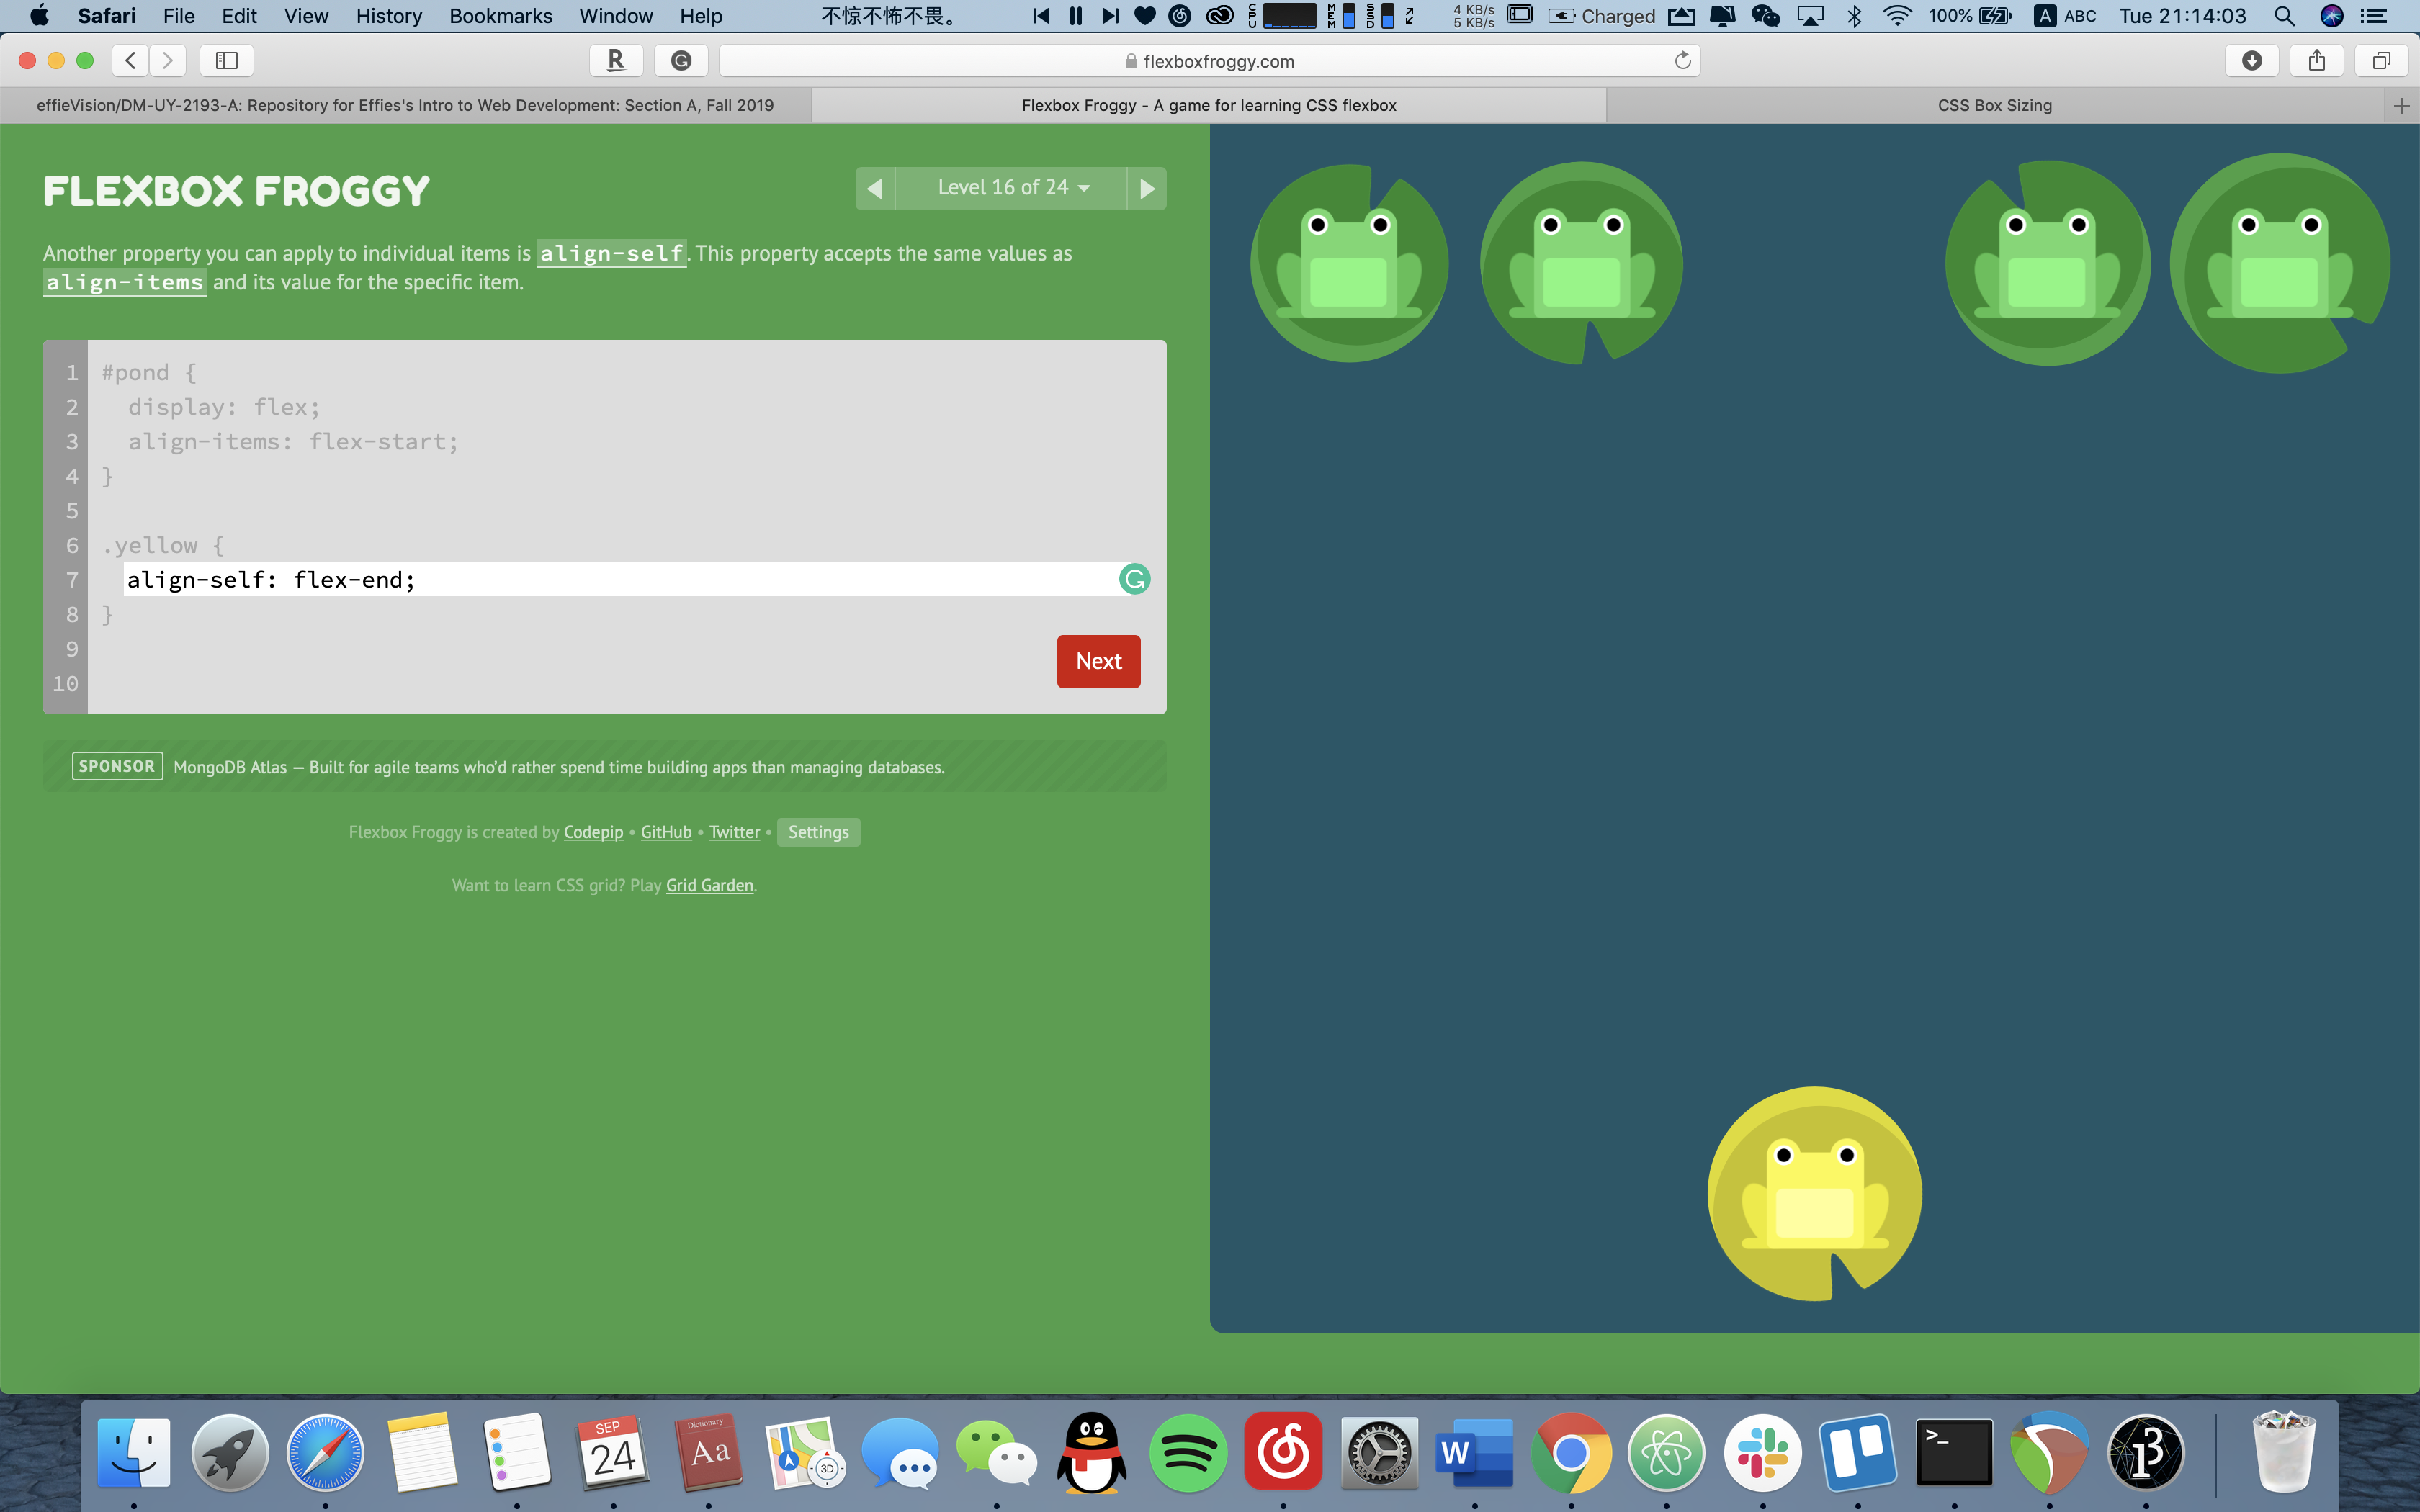 Safari File Edit View History Bookmarks Window Help 不惊不怖不畏。 CPU MEM SSD 4 KB/s 5 KB/s Charged 100% A ABC Tue 21:14:03
R flexboxfroggy.com
effieVision/DM-UY-2193-A: Repository for Effies's Intro to Web Development: Section A, Fall 2019
Flexbox Froggy - A game for learning CSS flexbox
CSS Box Sizing
FLEXBOX FROGGY
Level 16 of 24
Another property you can apply to individual items is align-self. This property accepts the same values as
align-items and its value for the specific item.
1 #pond {
2 display: flex;
3 align-items: flex-start;
4 }
5
6 .yellow {
7 align-self: flex-end;
8 }
9
10
Next
SPONSOR MongoDB Atlas — Built for agile teams who'd rather spend time building apps than managing databases.
Flexbox Froggy is created by Codepip • GitHub • Twitter • Settings
Want to learn CSS grid? Play Grid Garden.
SEP
24
Dictionary
Aa
3D
W
>_